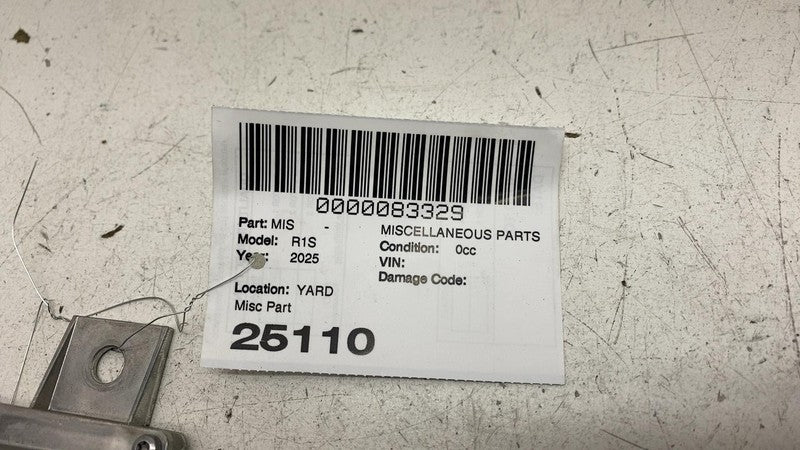 0000083329
Part: MIS - MISCELLANEOUS PARTS
Model: R1S Condition: 0cc
Year: 2025 VIN:
Damage Code:
Location: YARD
Misc Part
25110